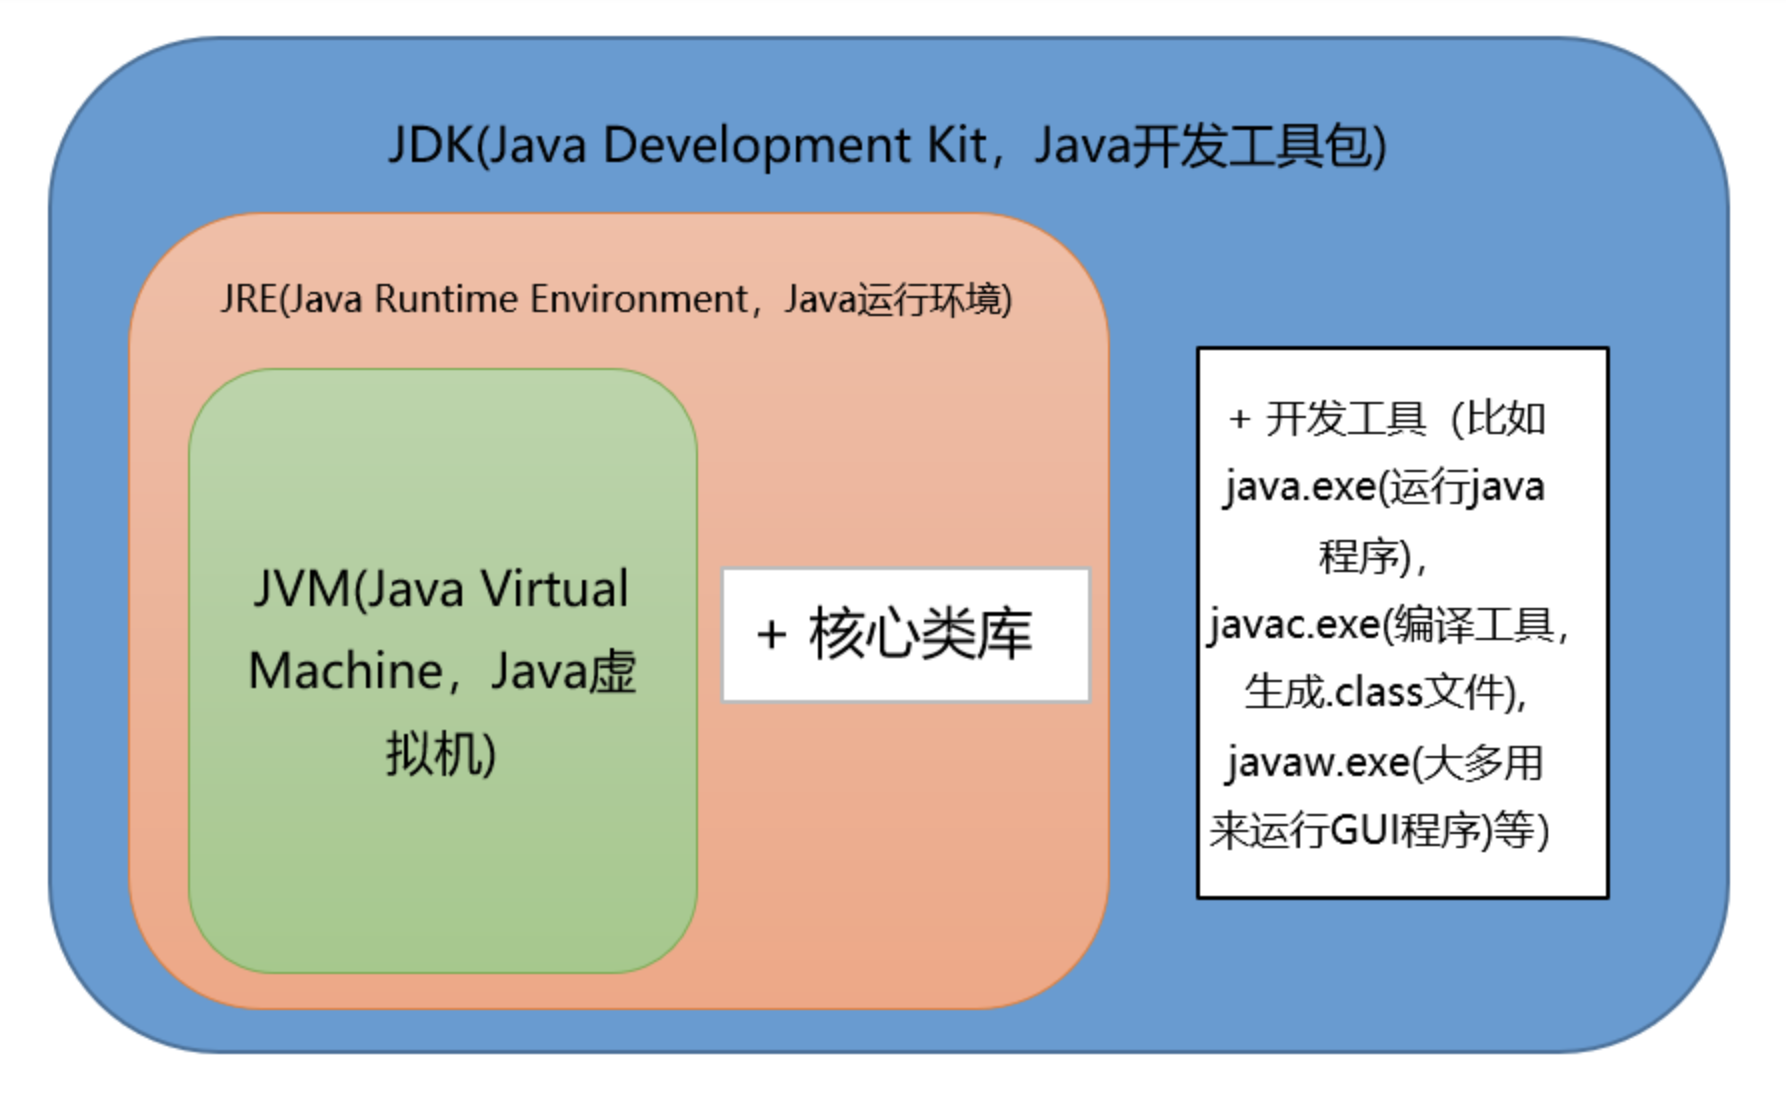 JDK(Java Development Kit，Java开发工具包)
JRE(Java Runtime Environment，Java运行环境)
JVM(Java Virtual
Machine，Java虚
拟机)
+ 核心类库
+ 开发工具（比如
java.exe(运行java
程序)，
javac.exe(编译工具，
生成.class文件),
javaw.exe(大多用
来运行GUI程序)等）